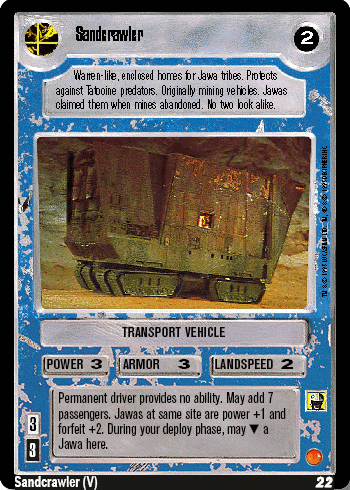 Sandcrawler
2
Warren-like, enclosed homes for Jawa tribes. Protects
against Tatooine predators. Originally mining vehicles. Jawas
claimed them when mines abandoned. No two look alike.
TRANSPORT VEHICLE
POWER 3
ARMOR 3
LANDSPEED 2
Permanent driver provides no ability. May add 7
passengers. Jawas at same site are power +1 and
forfeit +2. During your deploy phase, may ▼ a
Jawa here.
3
3
Sandcrawler (V)
22